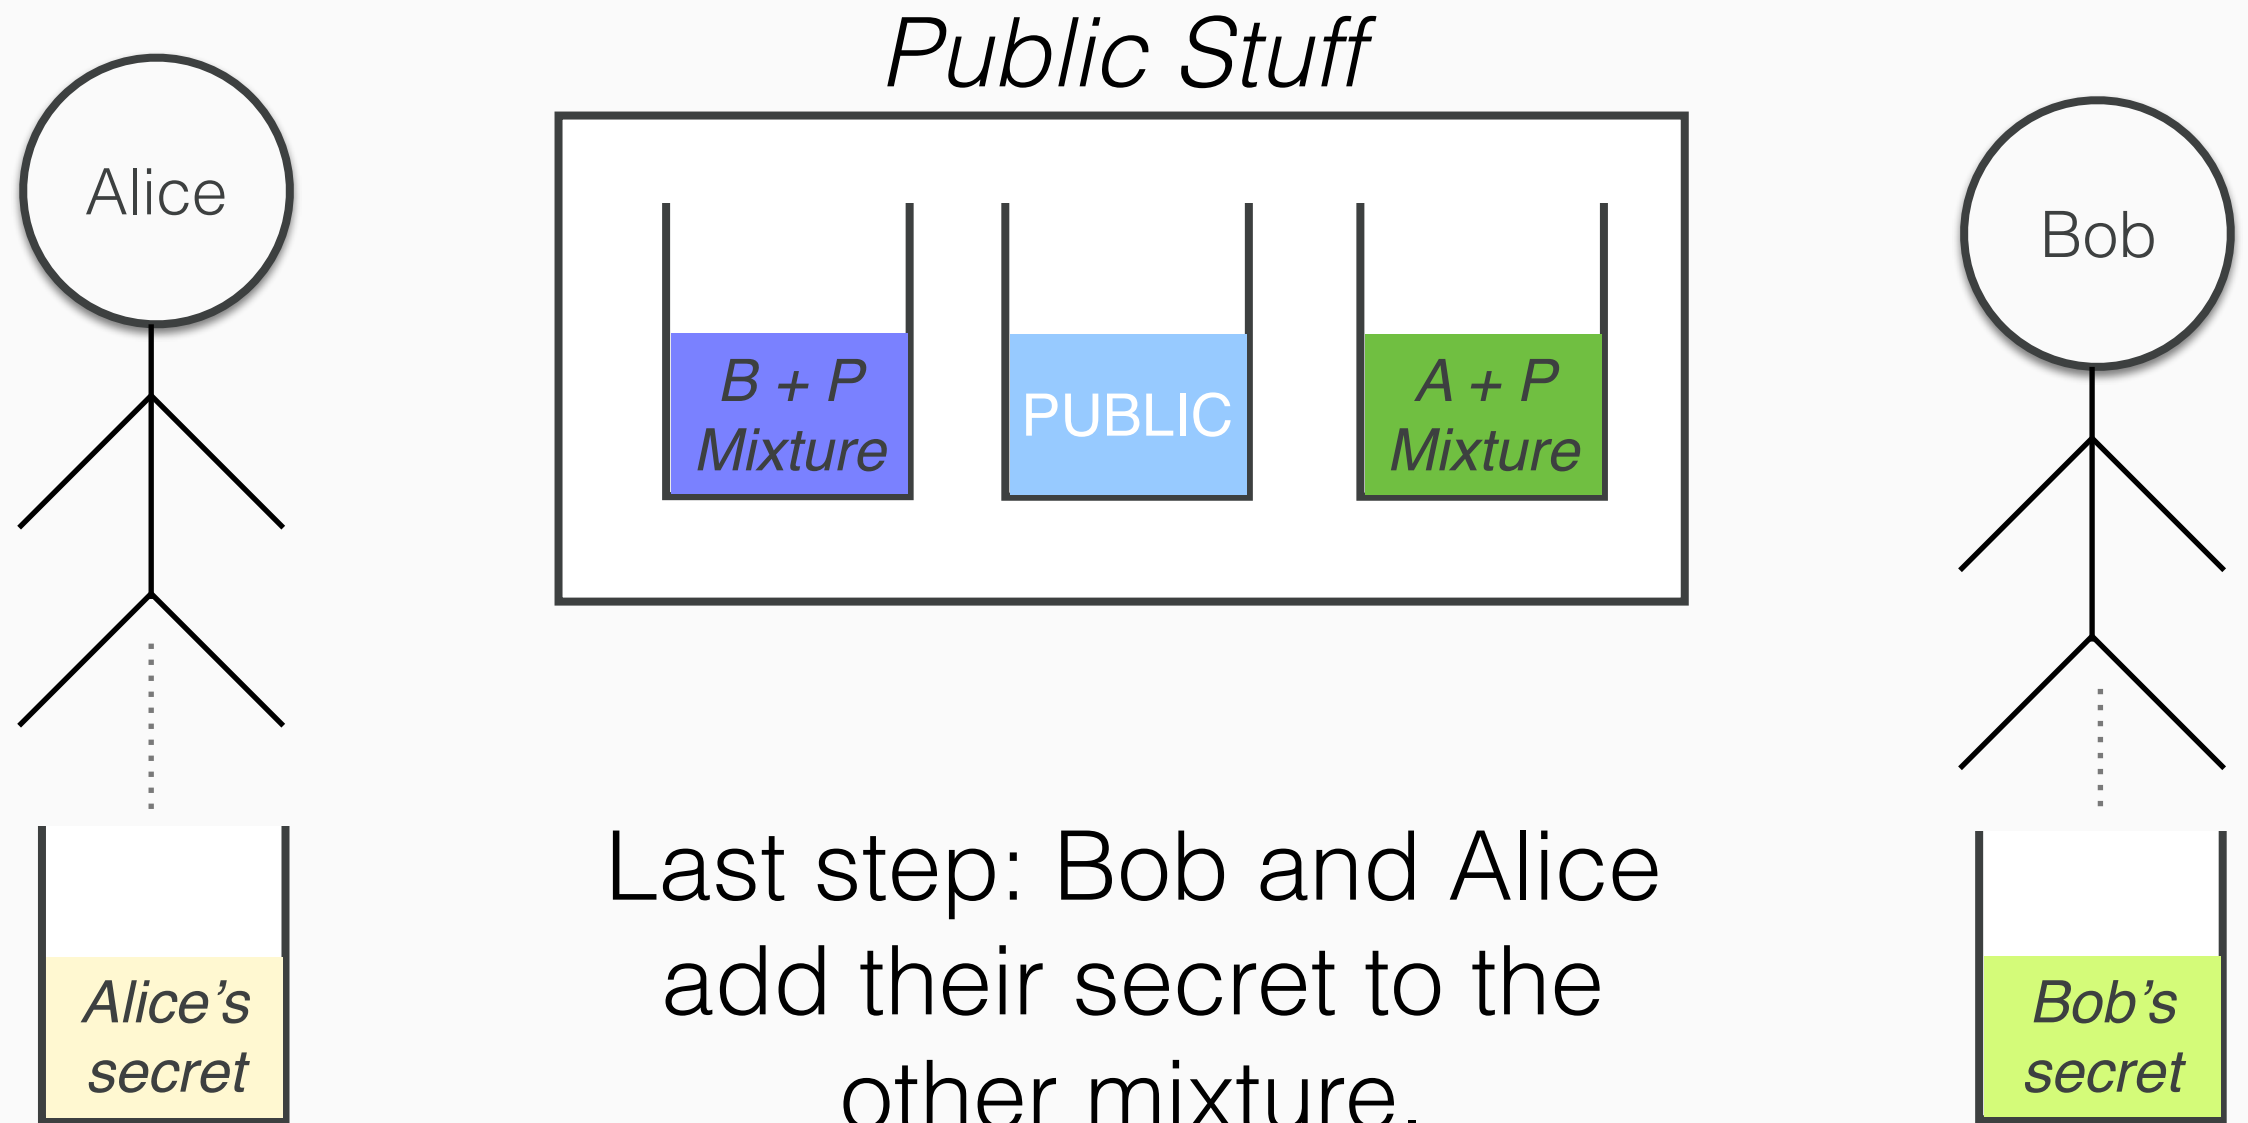 Public Stuff
Alice
Bob
B + P
Mixture
PUBLIC
A + P
Mixture
Last step: Bob and Alice
add their secret to the
other mixture.
Alice’s
secret
Bob’s
secret